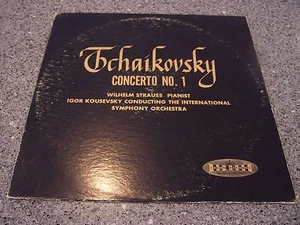 Tchaikovsky
CONCERTO NO. 1
WILHELM STRAUSS PIANIST
IGOR KOUSEVSKY CONDUCTING THE INTERNATIONAL
SYMPHONY ORCHESTRA